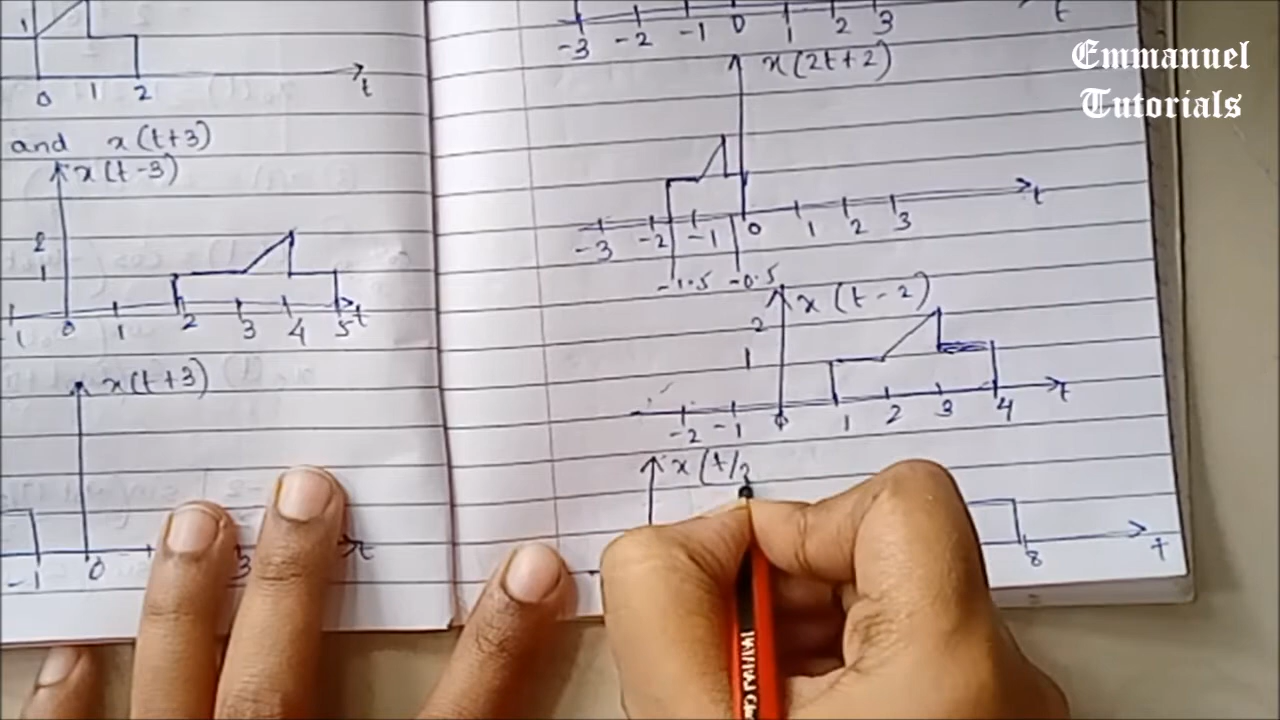 1
0 1 2 t
and x(t+3)
x(t-3)
2
1
-1 0 1 2 3 4 5 t
x(t+3)
-1 0 3 t
-3 -2 -1 0 1 2 3 t
x(2t+2)
-3 -2 -1 0 1 2 3 t
-1.5 -0.5
x(t-2)
2
1
-2 -1 0 1 2 3 4 t
x(t/2
8 t
Emmanuel
Tutorials